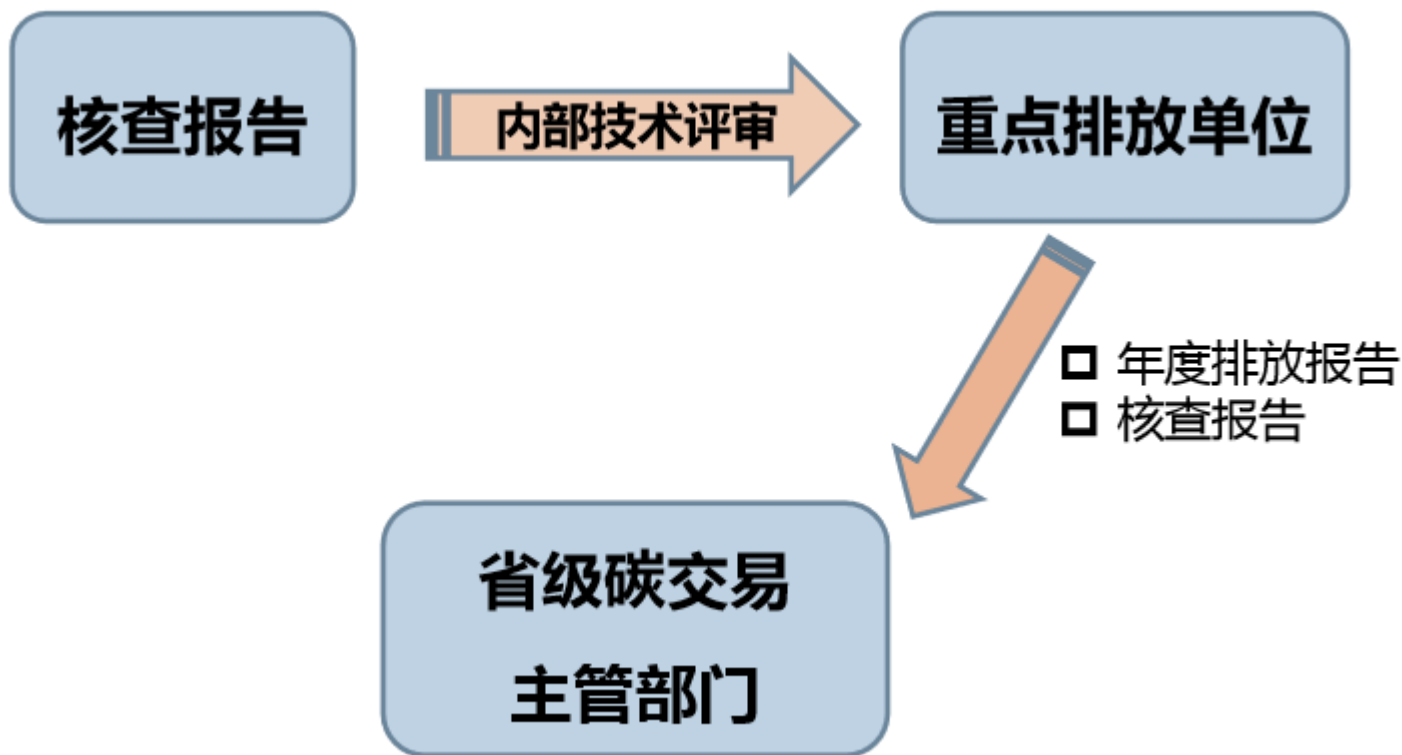 核查报告
内部技术评审
重点排放单位
年度排放报告
核查报告
省级碳交易
主管部门